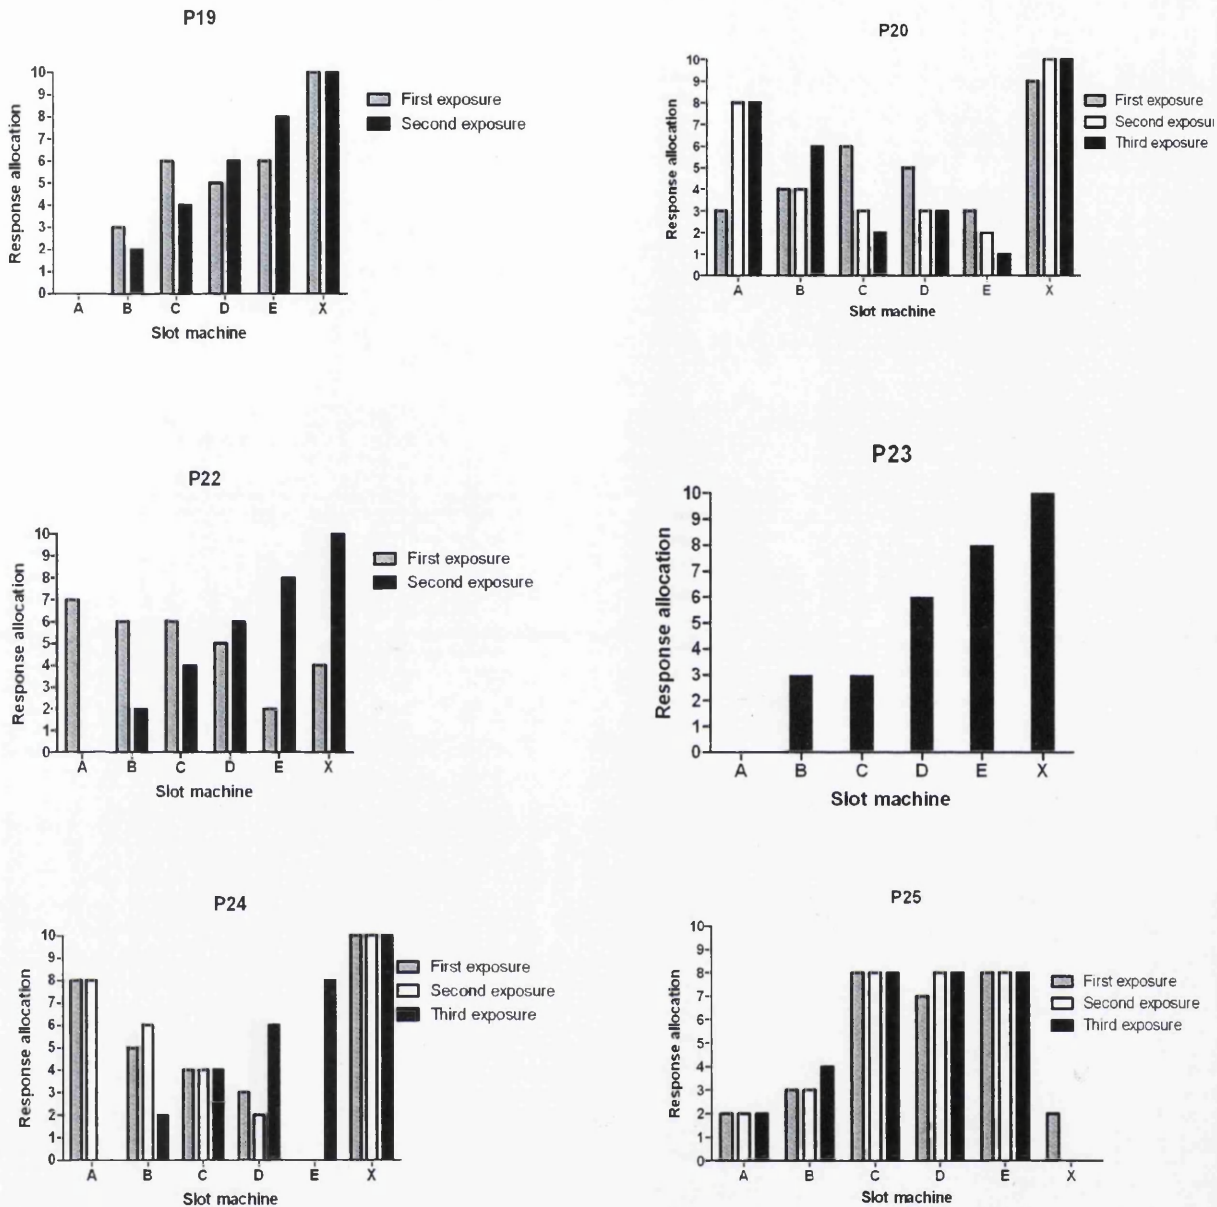 P19
Response allocation
10
9
8
7
6
5
4
3
2
1
0
A B C D E X
Slot machine
First exposure
Second exposure
P20
Response allocation
10
9
8
7
6
5
4
3
2
1
0
A B C D E X
Slot machine
First exposure
Second exposu
Third exposure
P22
Response allocation
10
9
8
7
6
5
4
3
2
1
0
A B C D E X
Slot machine
First exposure
Second exposure
P23
Response allocation
10
9
8
7
6
5
4
3
2
1
0
A B C D E X
Slot machine
P24
Response allocation
10
9
8
7
6
5
4
3
2
1
0
A B C D E X
Slot machine
First exposure
Second exposure
Third exposure
P25
Response allocation
10
9
8
7
6
5
4
3
2
1
0
A B C D E X
Slot machine
First exposure
Second exposure
Third exposure